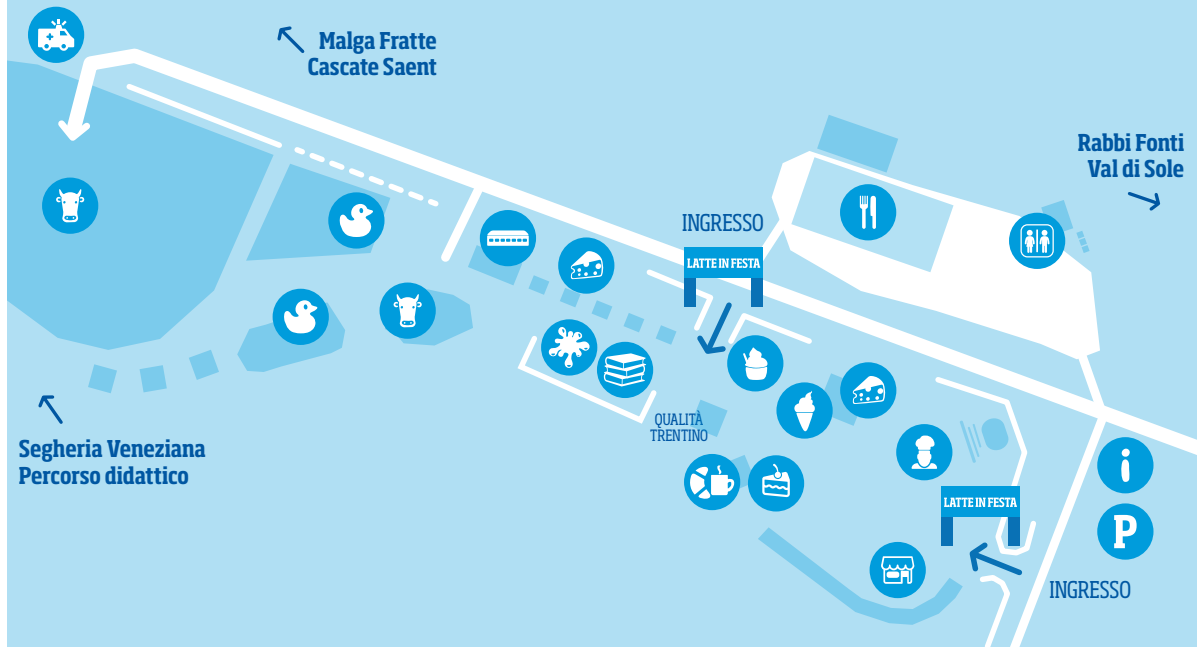 Malga Fratte
Cascate Saent
Rabbi Fonti
Val di Sole
INGRESSO
LATTE IN FESTA
QUALITÀ
TRENTINO
Segheria Veneziana
Percorso didattico
i
LATTE IN FESTA
P
INGRESSO